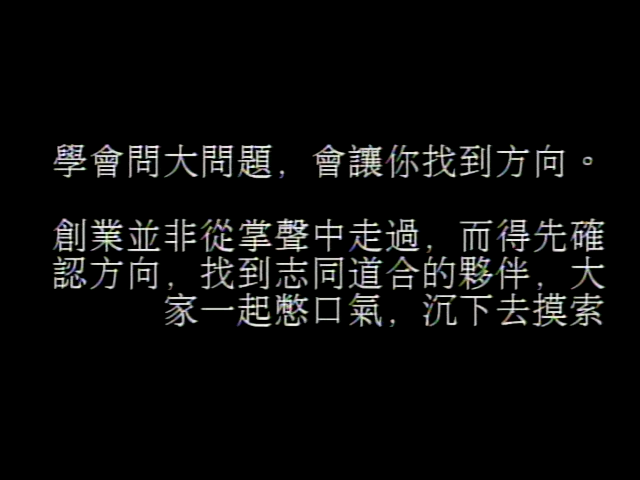 學會問大問題，會讓你找到方向。
創業並非從掌聲中走過，而得先確
認方向，找到志同道合的夥伴，大
家一起憋口氣，沉下去摸索